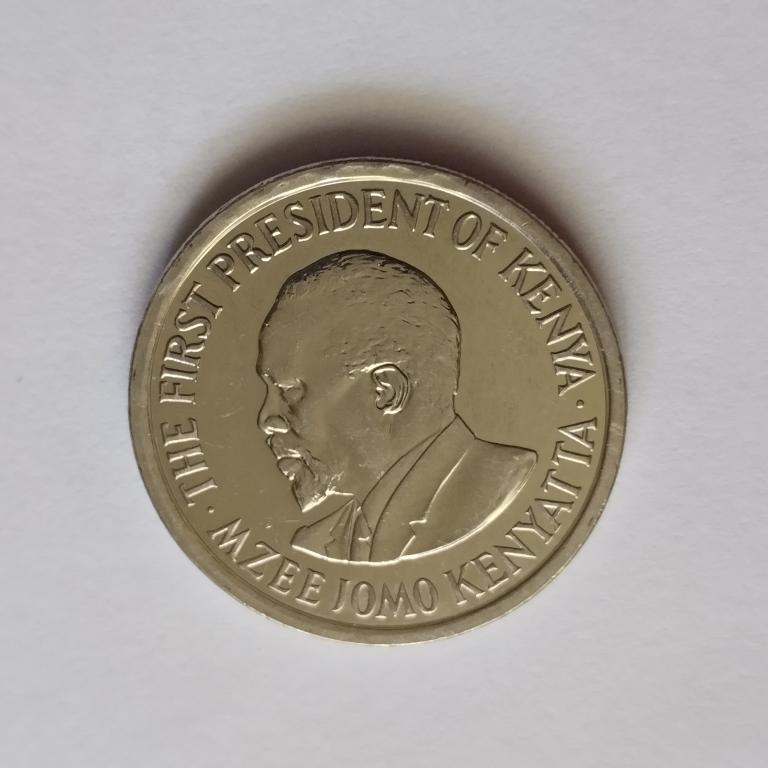 THE FIRST PRESIDENT OF KENYA ·
MZEE JOMO KENYATTA ·